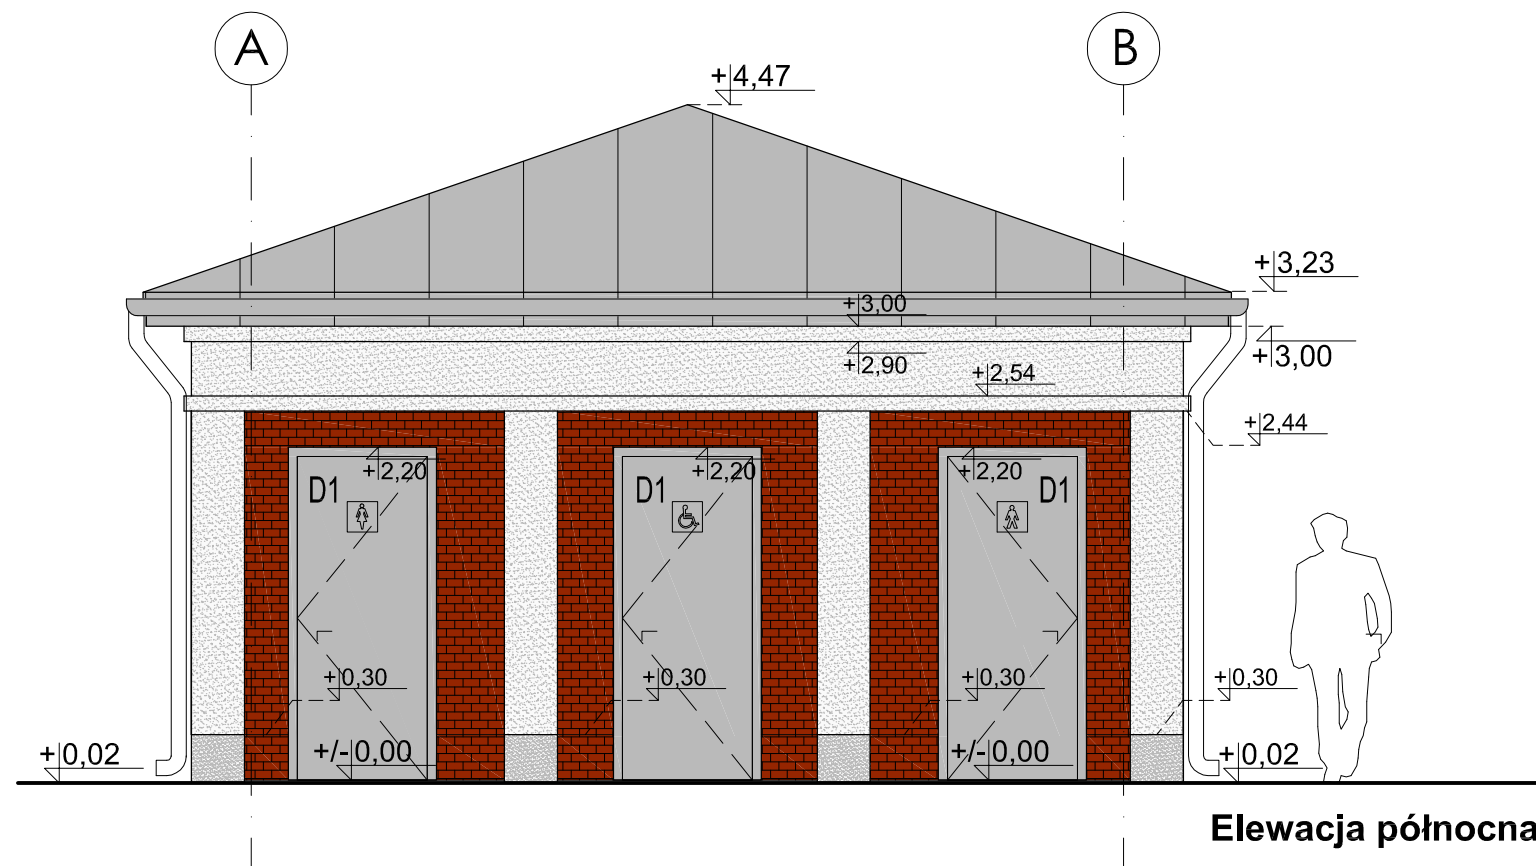 A B
+4,47
+3,23
+3,00
+3,00
+2,90
+2,54
+2,44
+2,20 +2,20 +2,20
D1 D1 D1
+0,30 +0,30 +0,30 +0,30
+0,02 +/-0,00 +/-0,00 +0,02
Elewacja północna